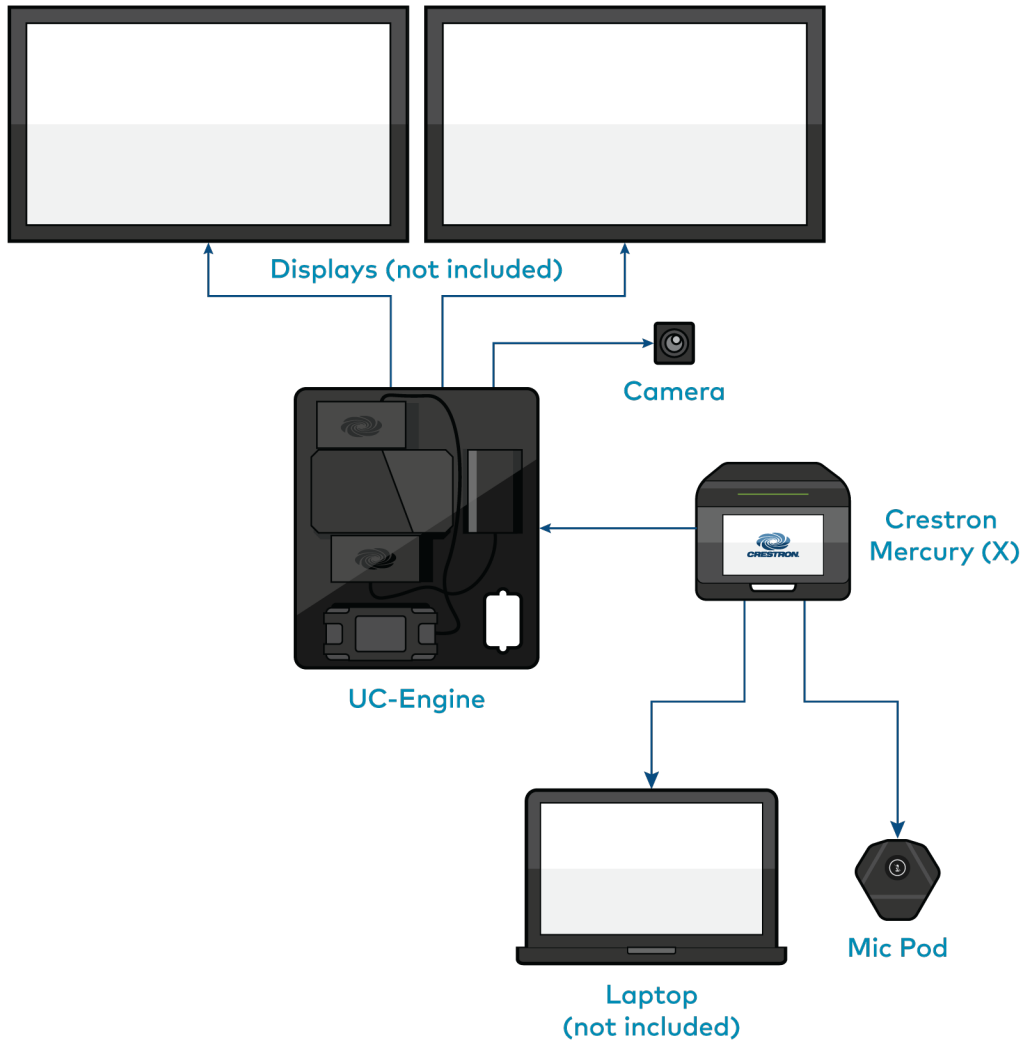 Displays (not included)
Camera
Crestron
Mercury (X)
CRESTRON.
UC-Engine
Mic Pod
Laptop
(not included)